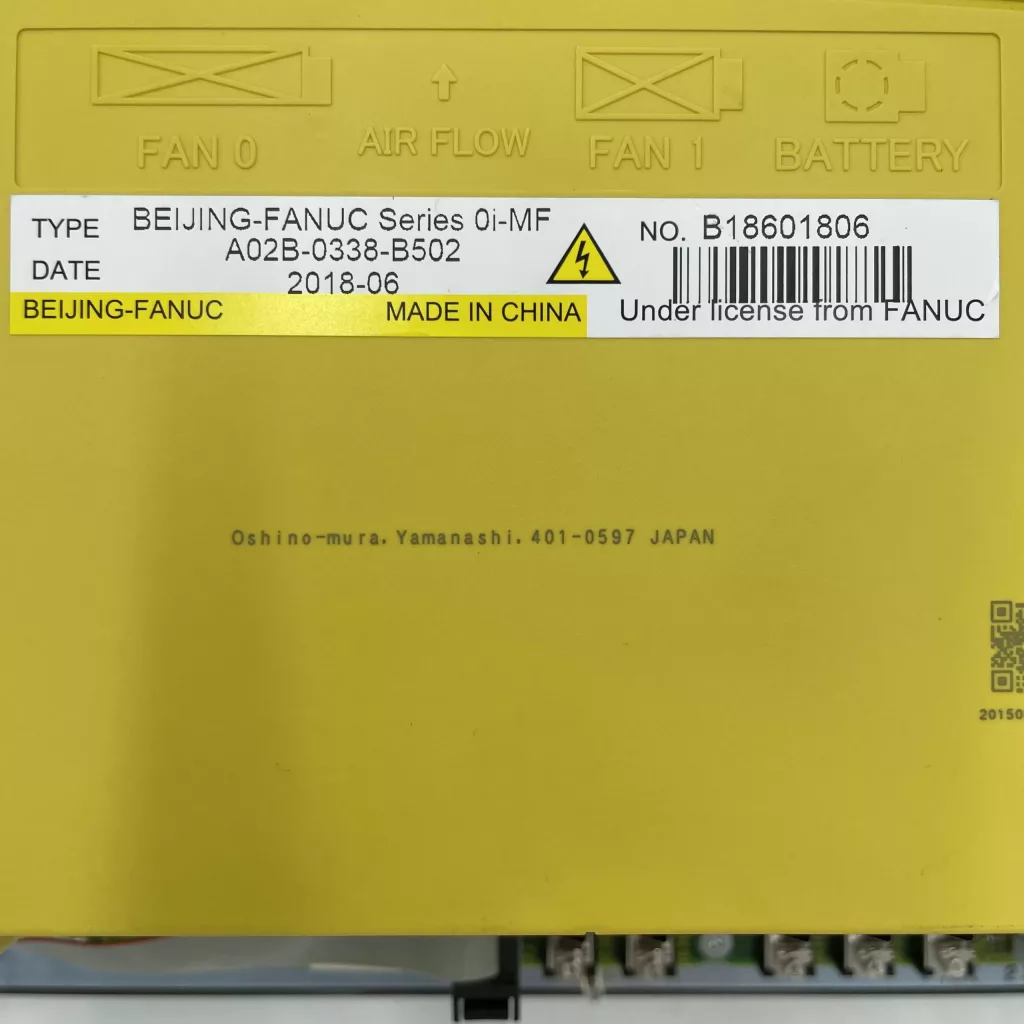 FAN 0
AIR FLOW
FAN 1
BATTERY
TYPE BEIJING-FANUC Series 0i-MF
A02B-0338-B502
DATE 2018-06
NO. B18601806
BEIJING-FANUC MADE IN CHINA
Under license from FANUC
Oshino-mura, Yamanashi, 401-0597 JAPAN